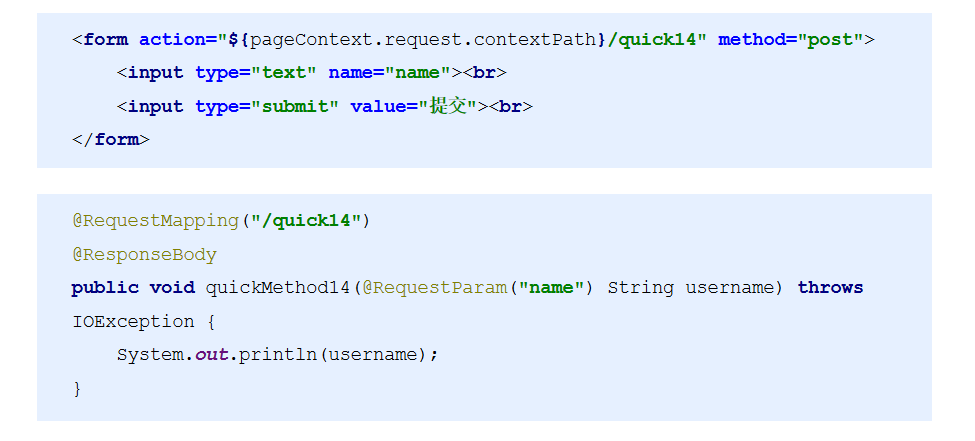 <form action="${pageContext.request.contextPath}/quick14" method="post">
    <input type="text" name="name"><br>
    <input type="submit" value="提交"><br>
</form>
@RequestMapping("/quick14")
@ResponseBody
public void quickMethod14(@RequestParam("name") String username) throws
IOException {
    System.out.println(username);
}